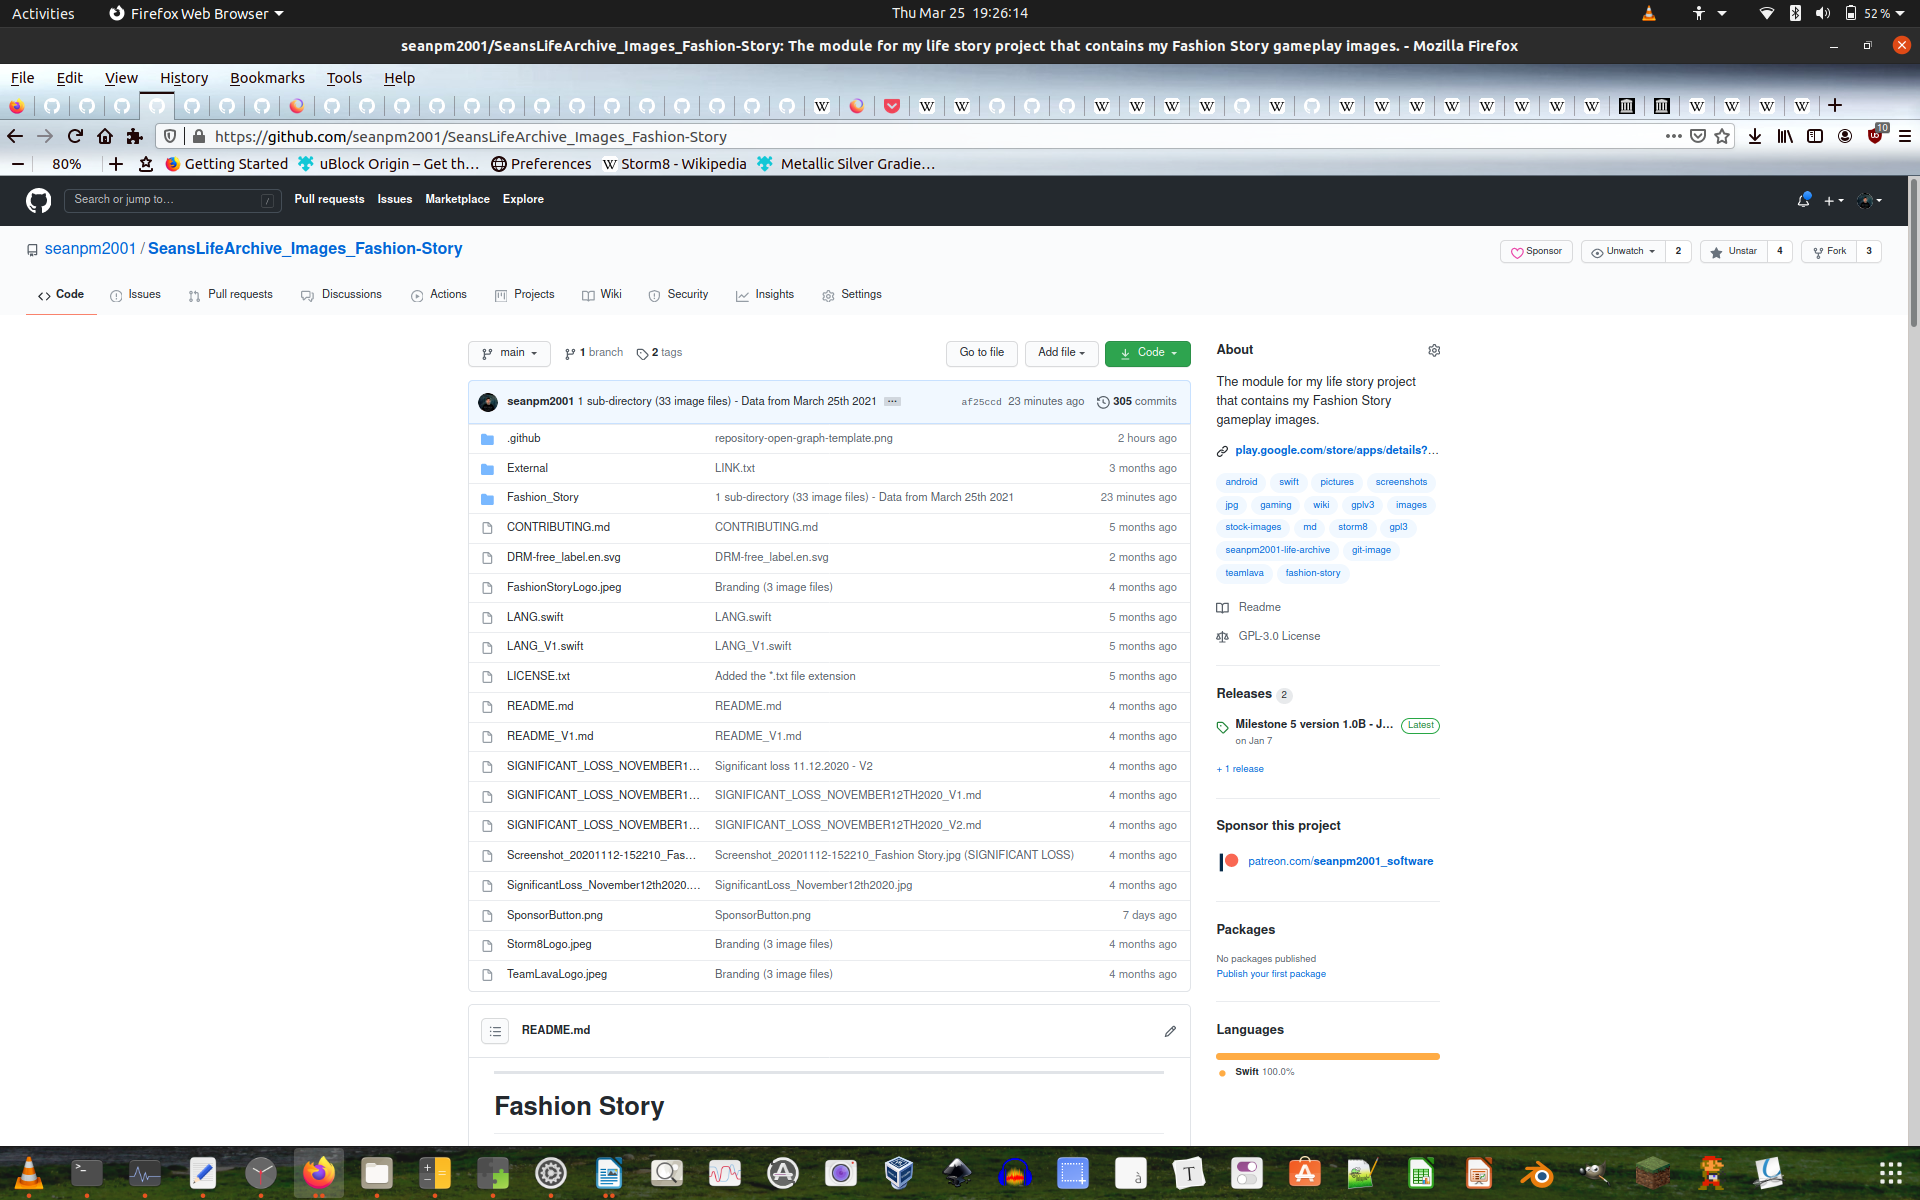 Activities Firefox Web Browser Thu Mar 25 19:26:14 52 %
seanpm2001/SeansLifeArchive_Images_Fashion-Story: The module for my life story project that contains my Fashion Story gameplay images. - Mozilla Firefox
File Edit View History Bookmarks Tools Help
https://github.com/seanpm2001/SeansLifeArchive_Images_Fashion-Story 10
80% Getting Started uBlock Origin – Get th… Preferences Storm8 - Wikipedia Metallic Silver Gradie…
Search or jump to… / Pull requests Issues Marketplace Explore
seanpm2001 / SeansLifeArchive_Images_Fashion-Story Sponsor Unwatch 2 Unstar 4 Fork 3
Code Issues Pull requests Discussions Actions Projects Wiki Security Insights Settings
main 1 branch 2 tags Go to file Add file Code
seanpm2001 1 sub-directory (33 image files) - Data from March 25th 2021 ... af25ccd 23 minutes ago 305 commits
.github repository-open-graph-template.png 2 hours ago
External LINK.txt 3 months ago
Fashion_Story 1 sub-directory (33 image files) - Data from March 25th 2021 23 minutes ago
CONTRIBUTING.md CONTRIBUTING.md 5 months ago
DRM-free_label.en.svg DRM-free_label.en.svg 2 months ago
FashionStoryLogo.jpeg Branding (3 image files) 4 months ago
LANG.swift LANG.swift 5 months ago
LANG_V1.swift LANG_V1.swift 5 months ago
LICENSE.txt Added the *.txt file extension 5 months ago
README.md README.md 4 months ago
README_V1.md README_V1.md 4 months ago
SIGNIFICANT_LOSS_NOVEMBER1… Significant loss 11.12.2020 - V2 4 months ago
SIGNIFICANT_LOSS_NOVEMBER1… SIGNIFICANT_LOSS_NOVEMBER12TH2020_V1.md 4 months ago
SIGNIFICANT_LOSS_NOVEMBER1… SIGNIFICANT_LOSS_NOVEMBER12TH2020_V2.md 4 months ago
Screenshot_20201112-152210_Fas… Screenshot_20201112-152210_Fashion Story.jpg (SIGNIFICANT LOSS) 4 months ago
SignificantLoss_November12th2020.… SignificantLoss_November12th2020.jpg 4 months ago
SponsorButton.png SponsorButton.png 7 days ago
Storm8Logo.jpeg Branding (3 image files) 4 months ago
TeamLavaLogo.jpeg Branding (3 image files) 4 months ago
README.md
Fashion Story
About
The module for my life story project
that contains my Fashion Story
gameplay images.
play.google.com/store/apps/details?…
android swift pictures screenshots
jpg gaming wiki gplv3 images
stock-images md storm8 gpl3
seanpm2001-life-archive git-image
teamlava fashion-story
Readme
GPL-3.0 License
Releases 2
Milestone 5 version 1.0B - J… Latest
on Jan 7
+ 1 release
Sponsor this project
patreon.com/seanpm2001_software
Packages
No packages published
Publish your first package
Languages
Swift 100.0%